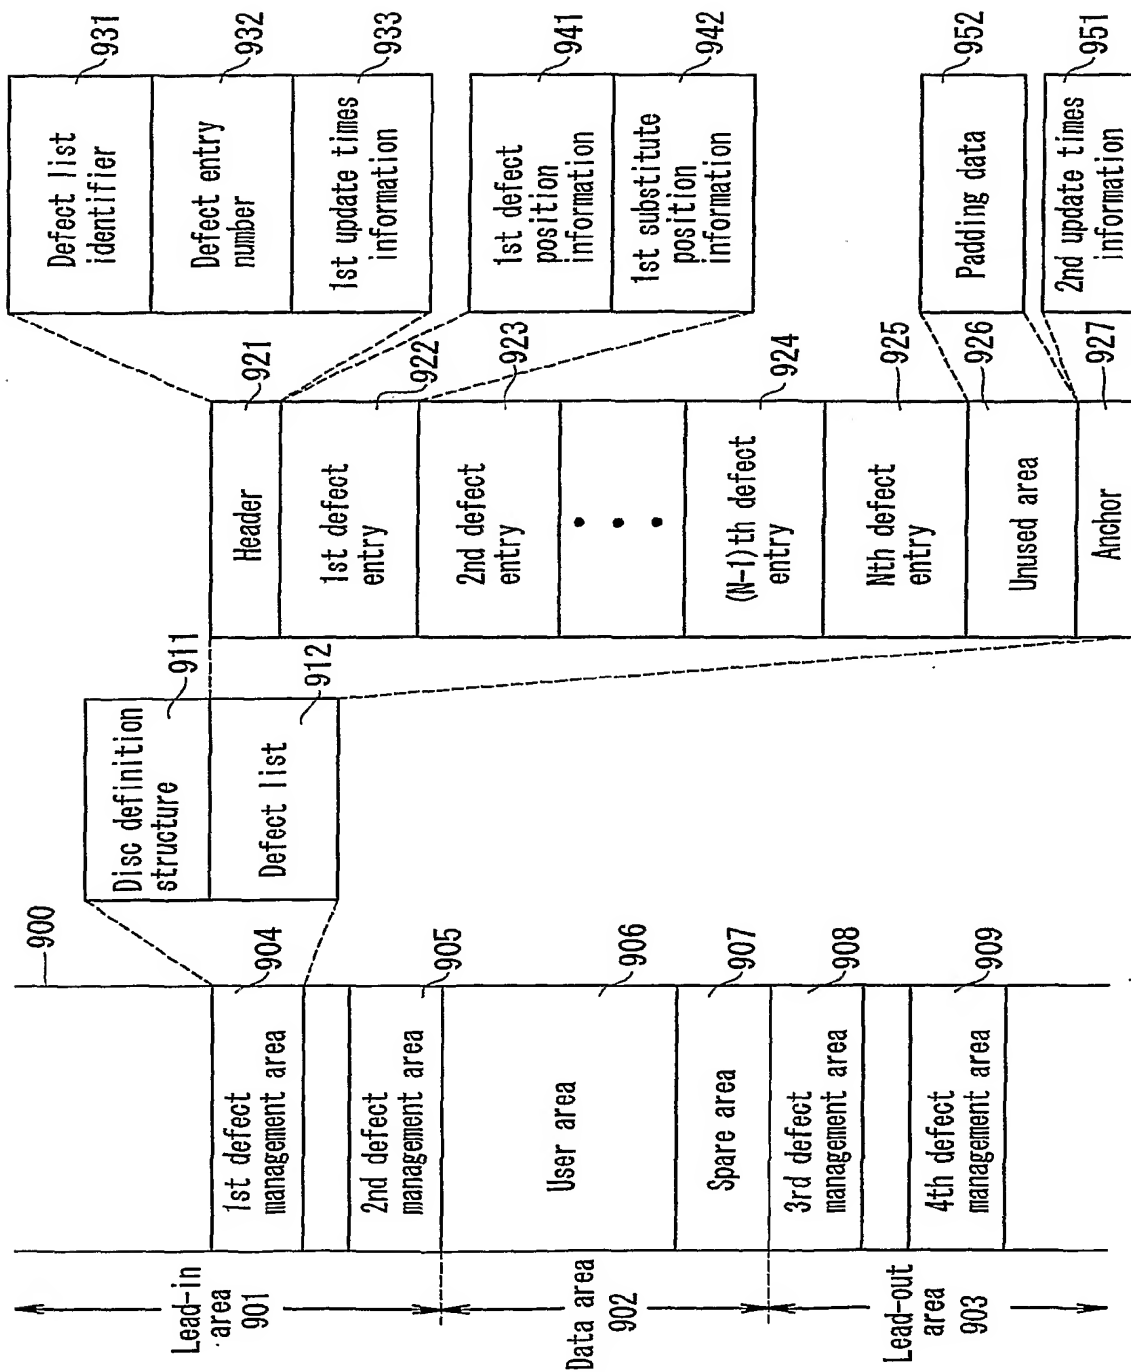 900
Lead-in
area
901
Data area
902
Lead-out
area
903
1st defect
management area
904
2nd defect
management area
905
User area
906
Spare area
907
3rd defect
management area
908
4th defect
management area
909
Disc definition
structure
911
Defect list
912
Header
921
1st defect
entry
922
2nd defect
entry
923
(N-1)th defect
entry
924
Nth defect
entry
925
Unused area
926
Anchor
927
Defect list
identifier
931
Defect entry
number
932
1st update times
information
933
1st defect
position
information
941
1st substitute
position
information
942
Padding data
952
2nd update times
information
951